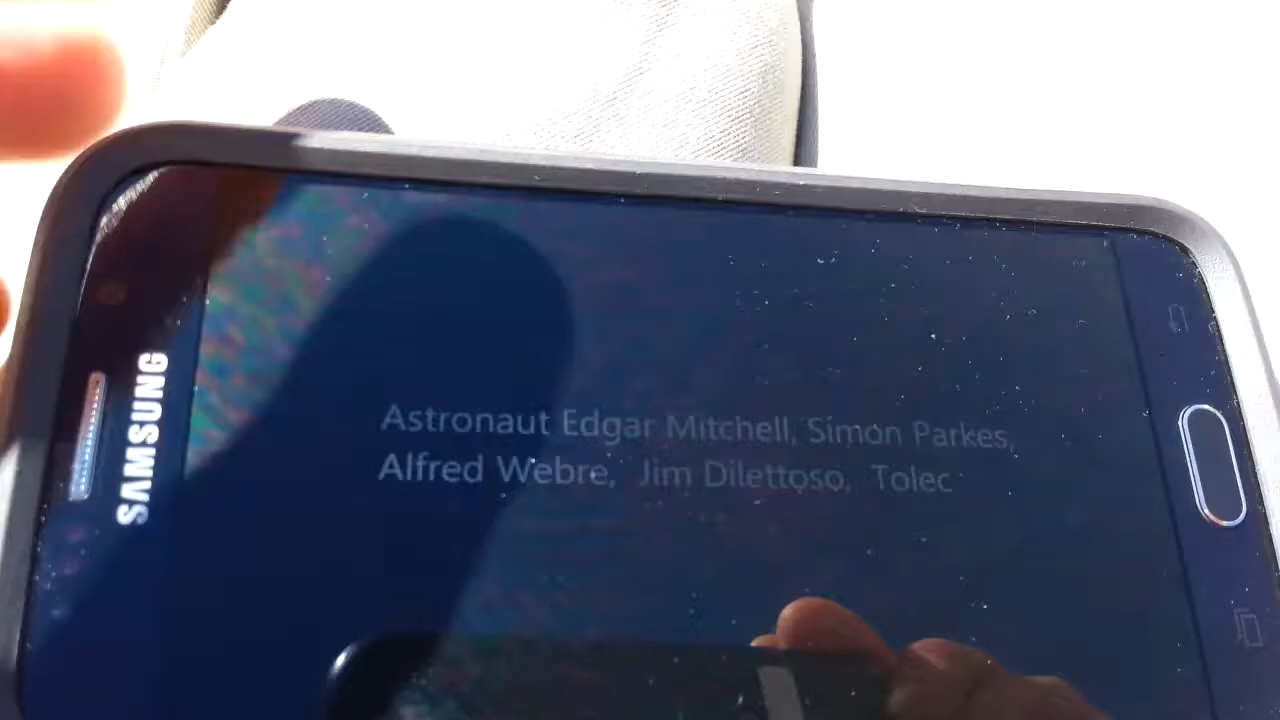 SAMSUNG
Astronaut Edgar Mitchell, Simon Parkes,
Alfred Webre, Jim Dilettoso, Tolec